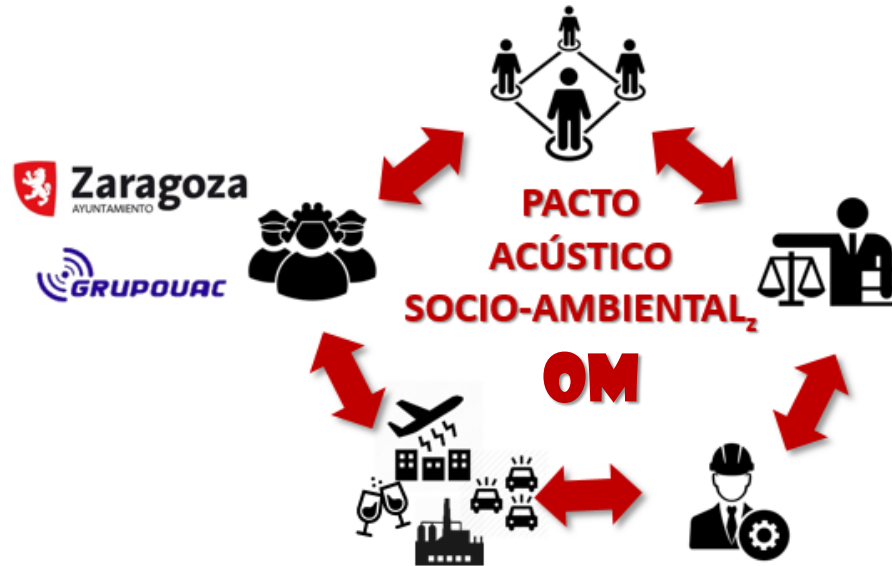 Zaragoza
AYUNTAMIENTO
GRUPOUAC
PACTO
ACÚSTICO
SOCIO-AMBIENTALz
OM